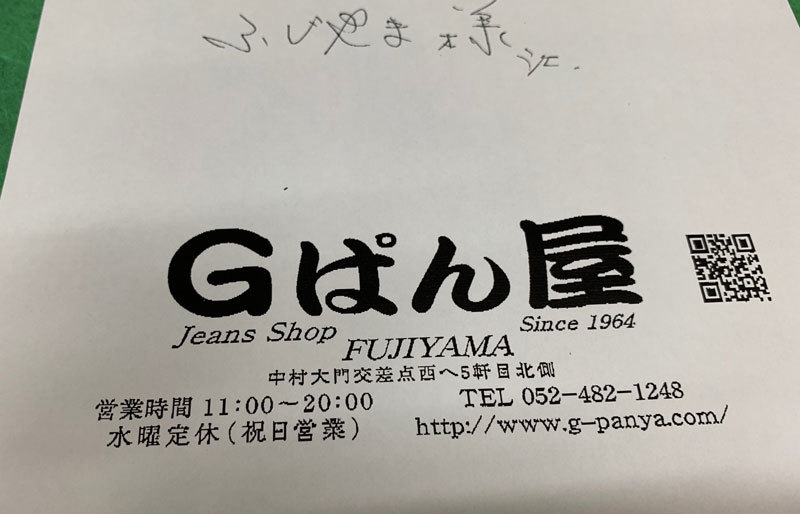 ふじやま様
Gぱん屋
Jeans Shop
FUJIYAMA
Since 1964
中村大門交差点西へ5軒目北側
営業時間 11:00～20:00
TEL 052-482-1248
水曜定休(祝日営業)
http://www.g-panya.com/